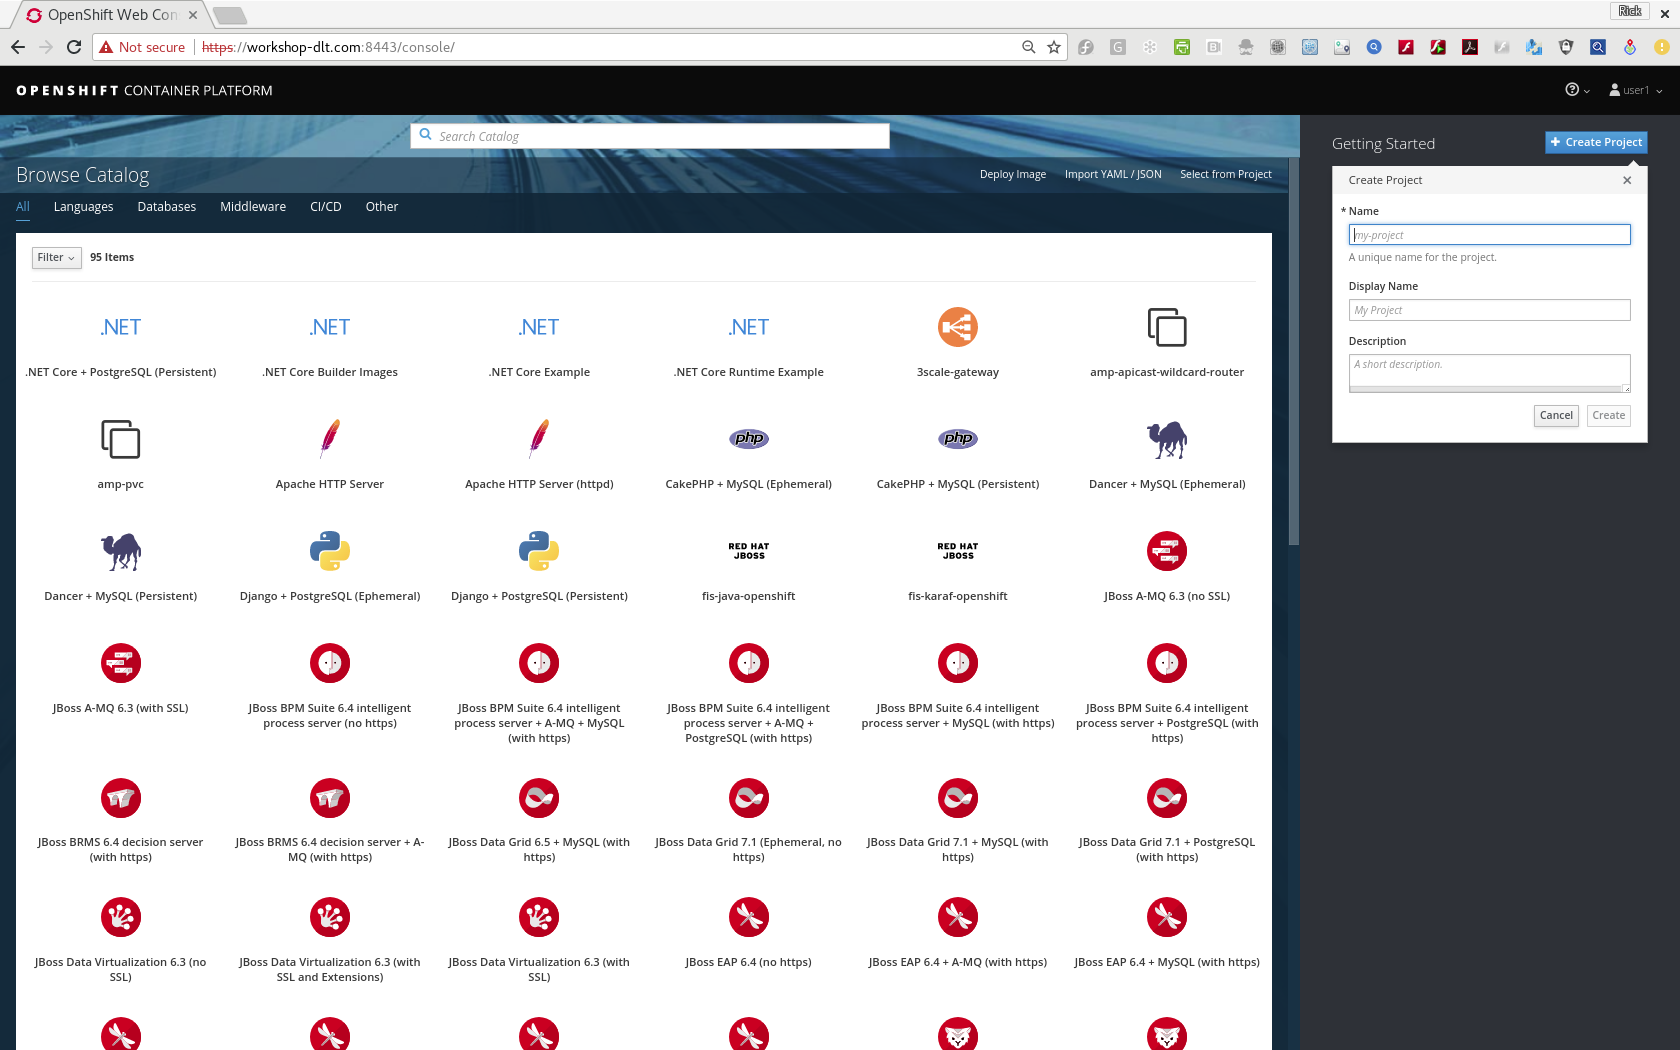 OpenShift Web Con
Rick
Not secure
https://workshop-dlt.com:8443/console/
OPENSHIFT CONTAINER PLATFORM
user1
Search Catalog
Browse Catalog
Deploy Image
Import YAML / JSON
Select from Project
All
Languages
Databases
Middleware
CI/CD
Other
Filter
95 Items
.NET
.NET
.NET
.NET
.NET Core + PostgreSQL (Persistent)
.NET Core Builder Images
.NET Core Example
.NET Core Runtime Example
3scale-gateway
amp-apicast-wildcard-router
php
php
amp-pvc
Apache HTTP Server
Apache HTTP Server (httpd)
CakePHP + MySQL (Ephemeral)
CakePHP + MySQL (Persistent)
Dancer + MySQL (Ephemeral)
RED HAT
JBOSS
RED HAT
JBOSS
Dancer + MySQL (Persistent)
Django + PostgreSQL (Ephemeral)
Django + PostgreSQL (Persistent)
fis-java-openshift
fis-karaf-openshift
JBoss A-MQ 6.3 (no SSL)
JBoss A-MQ 6.3 (with SSL)
JBoss BPM Suite 6.4 intelligent
process server (no https)
JBoss BPM Suite 6.4 intelligent
process server + A-MQ + MySQL
(with https)
JBoss BPM Suite 6.4 intelligent
process server + A-MQ +
PostgreSQL (with https)
JBoss BPM Suite 6.4 intelligent
process server + MySQL (with https)
JBoss BPM Suite 6.4 intelligent
process server + PostgreSQL (with
https)
JBoss BRMS 6.4 decision server
(with https)
JBoss BRMS 6.4 decision server + A-
MQ (with https)
JBoss Data Grid 6.5 + MySQL (with
https)
JBoss Data Grid 7.1 (Ephemeral, no
https)
JBoss Data Grid 7.1 + MySQL (with
https)
JBoss Data Grid 7.1 + PostgreSQL
(with https)
JBoss Data Virtualization 6.3 (no
SSL)
JBoss Data Virtualization 6.3 (with
SSL and Extensions)
JBoss Data Virtualization 6.3 (with
SSL)
JBoss EAP 6.4 (no https)
JBoss EAP 6.4 + A-MQ (with https)
JBoss EAP 6.4 + MySQL (with https)
Getting Started
+ Create Project
Create Project
* Name
my-project
A unique name for the project.
Display Name
My Project
Description
A short description.
Cancel
Create